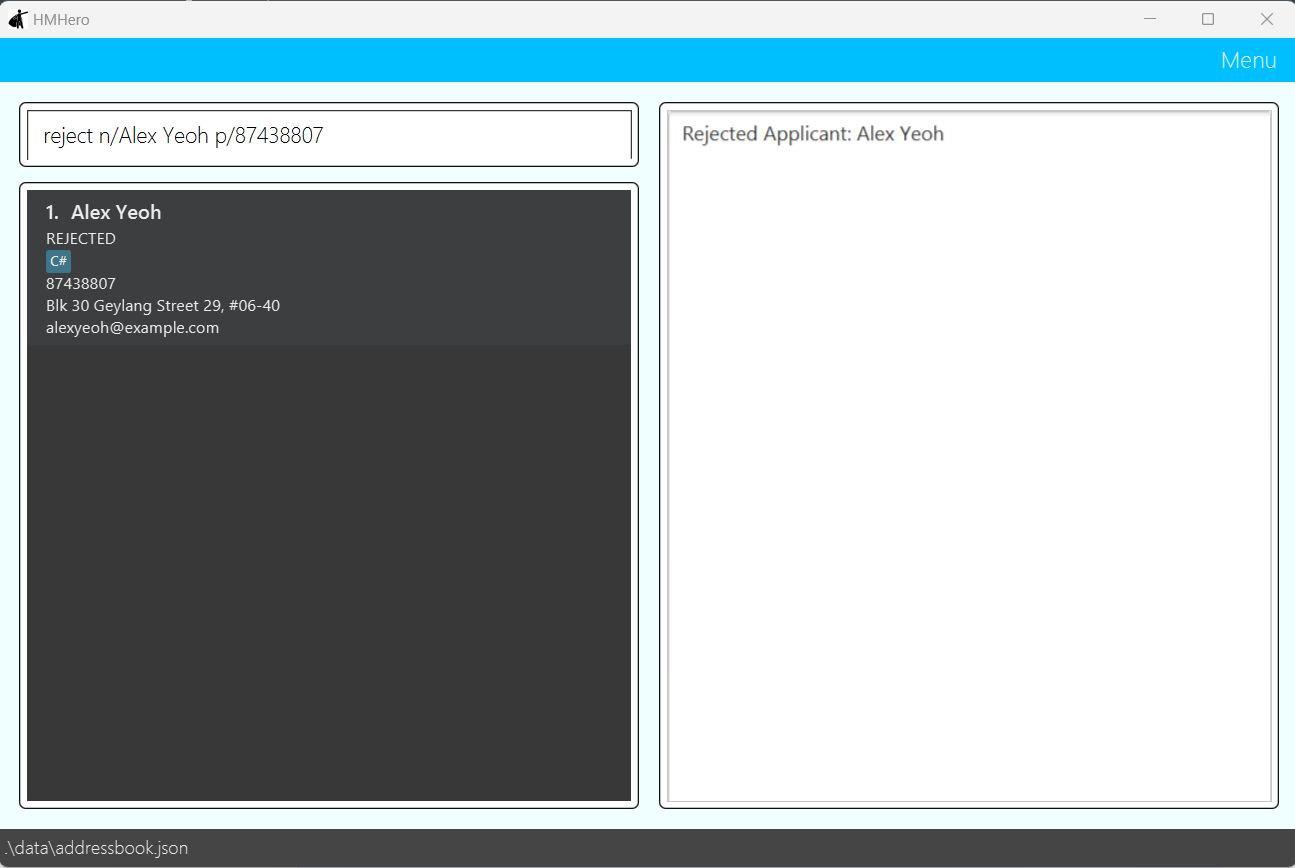 HMHero
Menu
reject n/Alex Yeoh p/87438807
Rejected Applicant: Alex Yeoh
1. Alex Yeoh
REJECTED
C#
87438807
Blk 30 Geylang Street 29, #06-40
alexyeoh@example.com
.\data\addressbook.json